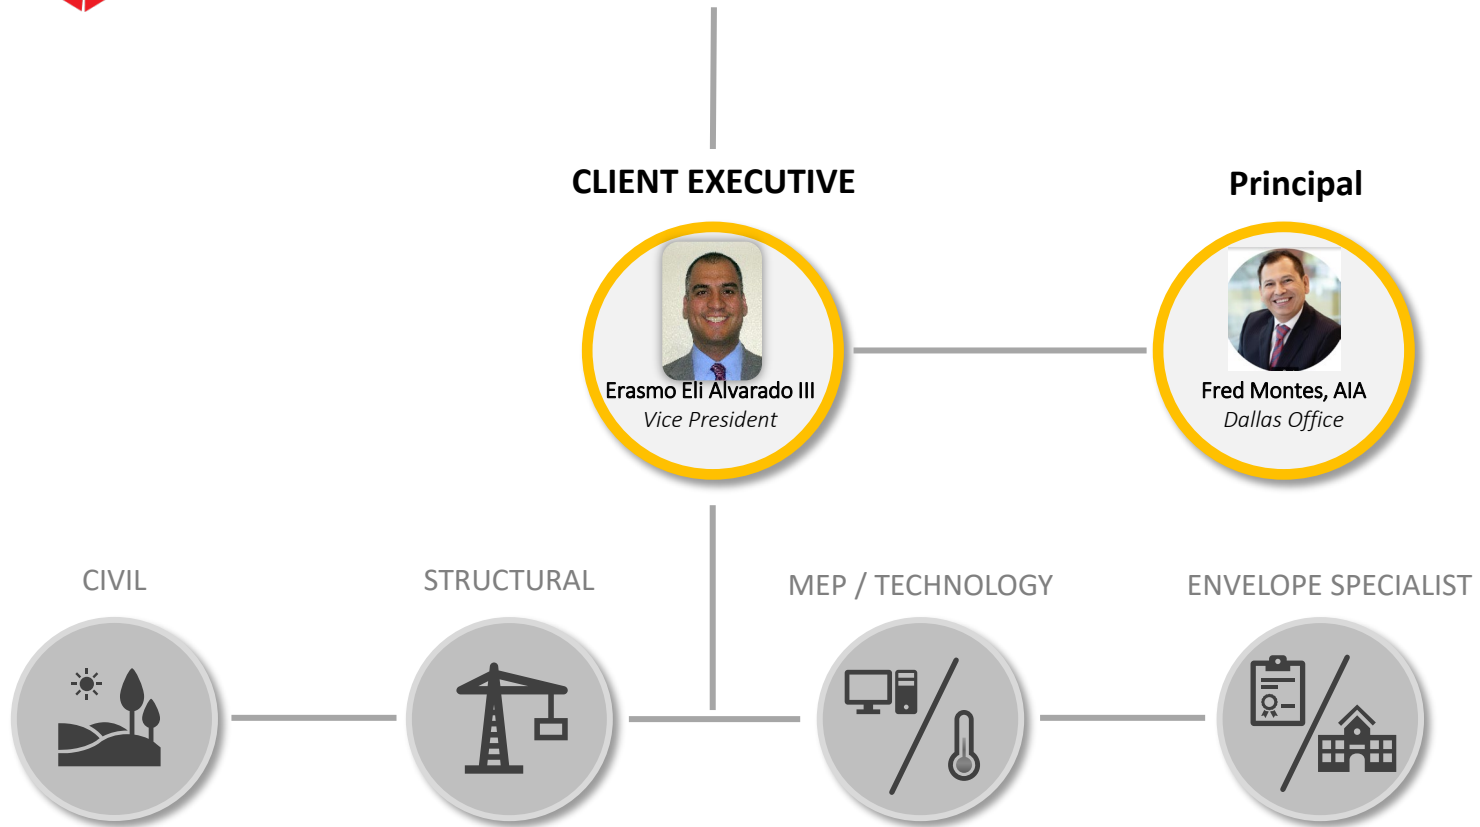 CLIENT EXECUTIVE
Principal
Erasmo Eli Alvarado III
Vice President
Fred Montes, AIA
Dallas Office
CIVIL
STRUCTURAL
MEP / TECHNOLOGY
ENVELOPE SPECIALIST